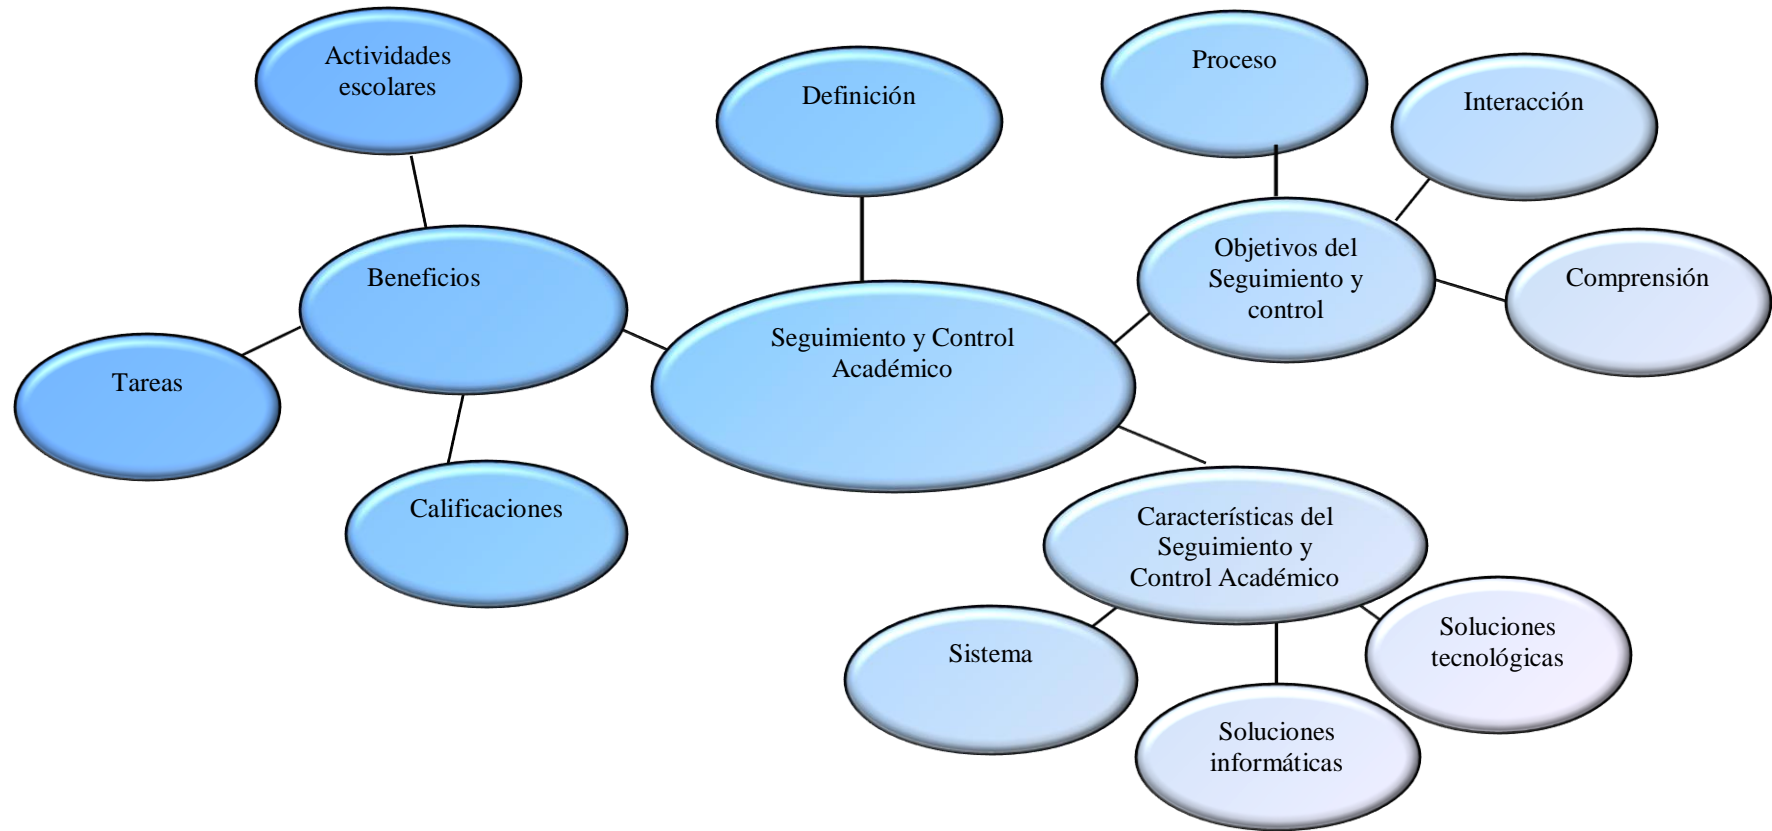 Actividades
escolares
Definición
Proceso
Interacción
Beneficios
Objetivos del
Seguimiento y
control
Comprensión
Seguimiento y Control
Académico
Tareas
Calificaciones
Características del
Seguimiento y
Control Académico
Sistema
Soluciones
tecnológicas
Soluciones
informáticas